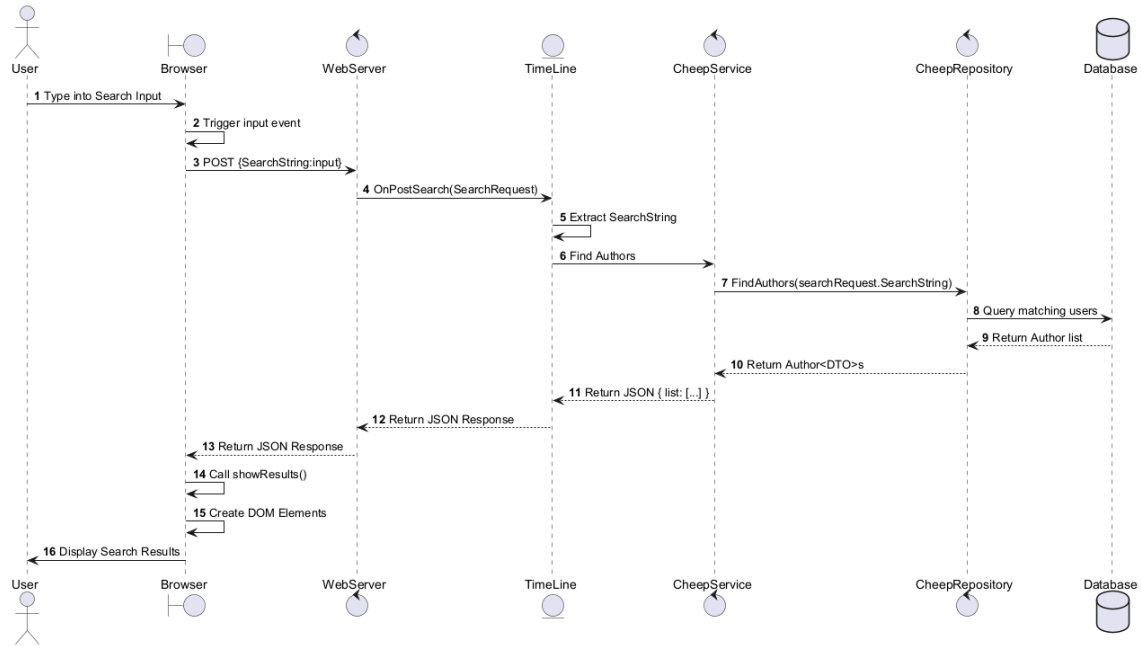 User Browser WebServer TimeLine CheepService CheepRepository Database
1 Type into Search Input
2 Trigger input event
3 POST {SearchString:input}
4 OnPostSearch(SearchRequest)
5 Extract SearchString
6 Find Authors
7 FindAuthors(searchRequest.SearchString)
8 Query matching users
9 Return Author list
10 Return Author<DTO>s
11 Return JSON { list: [...] }
12 Return JSON Response
13 Return JSON Response
14 Call showResults()
15 Create DOM Elements
16 Display Search Results
User Browser WebServer TimeLine CheepService CheepRepository Database